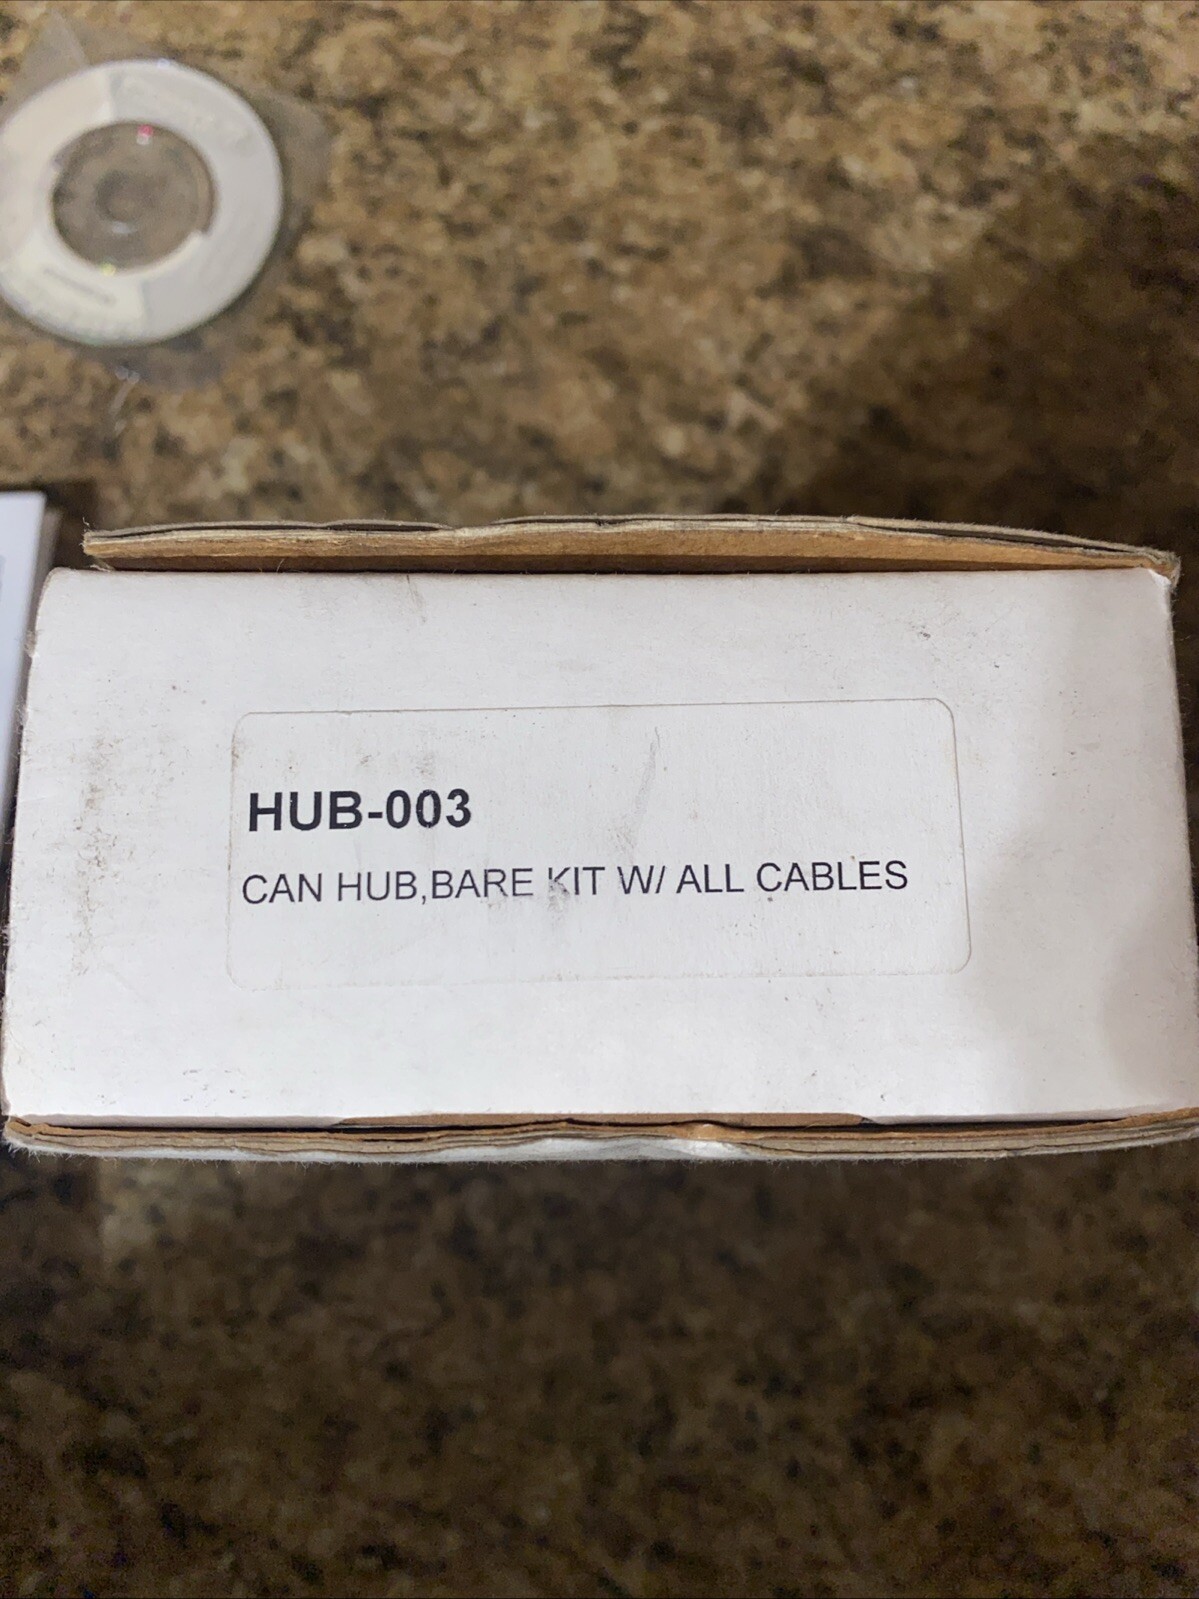 HUB-003
CAN HUB,BARE KIT W/ ALL CABLES